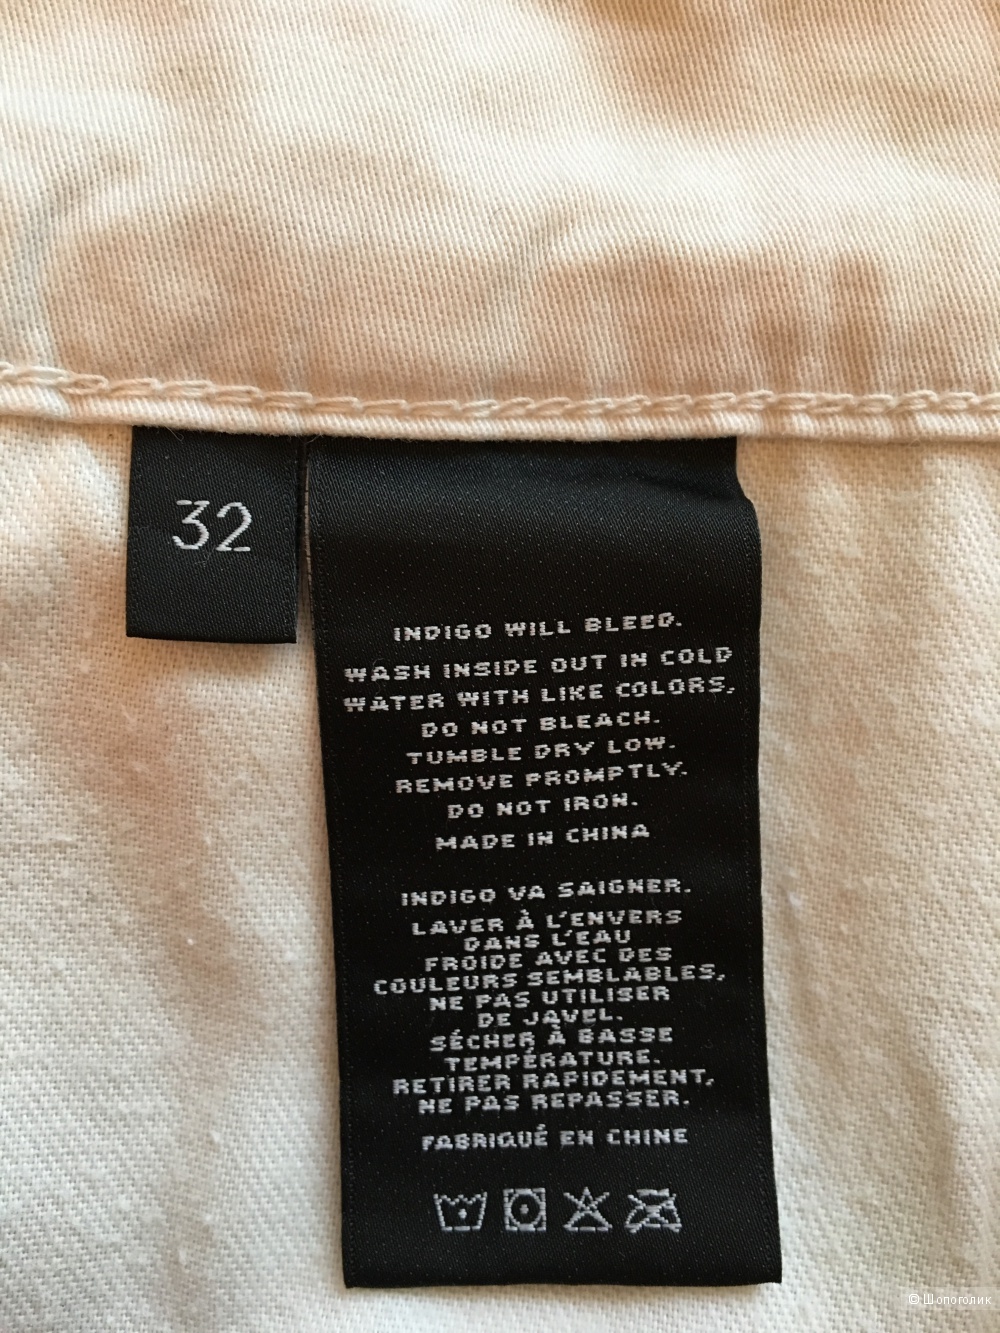 32
INDIGO WILL BLEED.
WASH INSIDE OUT IN COLD
WATER WITH LIKE COLORS,
DO NOT BLEACH.
TUMBLE DRY LOW.
REMOVE PROMPTLY.
DO NOT IRON.
MADE IN CHINA
INDIGO VA SAIGNER.
LAVER À L'ENVERS
DANS L'EAU
FROIDE AVEC DES
COULEURS SEMBLABLES,
NE PAS UTILISER
DE JAVEL.
SÉCHER À BASSE
TEMPÉRATURE.
RETIRER RAPIDEMENT,
NE PAS REPASSER.
FABRIQUÉ EN CHINE
© Шопоголик